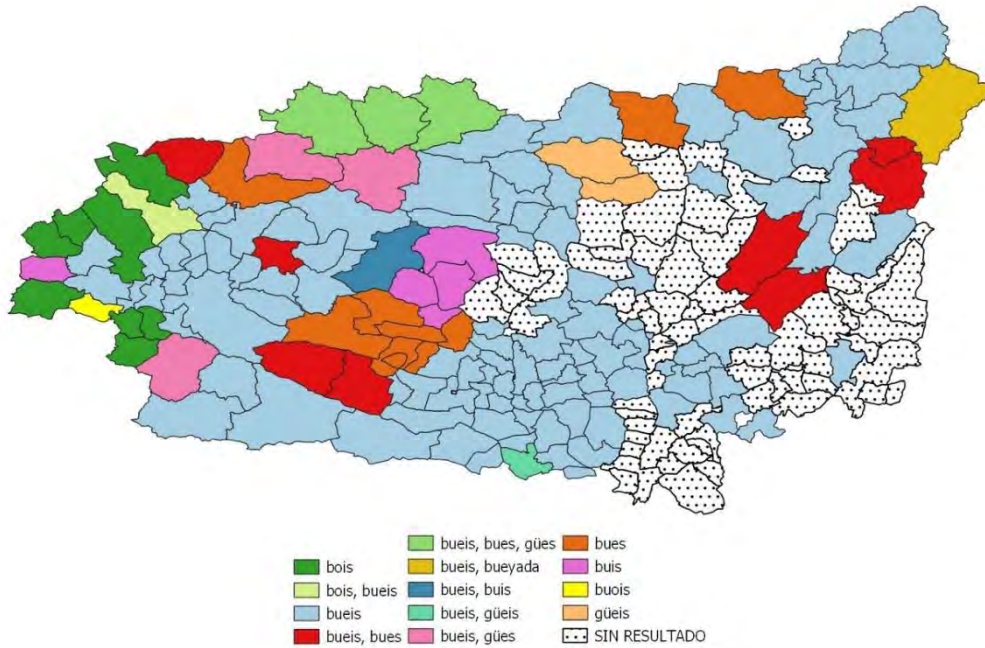 bois
bois, bueis
bueis
bueis, bues
bueis, bues, gües
bueis, bueyada
bueis, buis
bueis, güeis
bueis, gües
bues
buis
buois
güeis
SIN RESULTADO